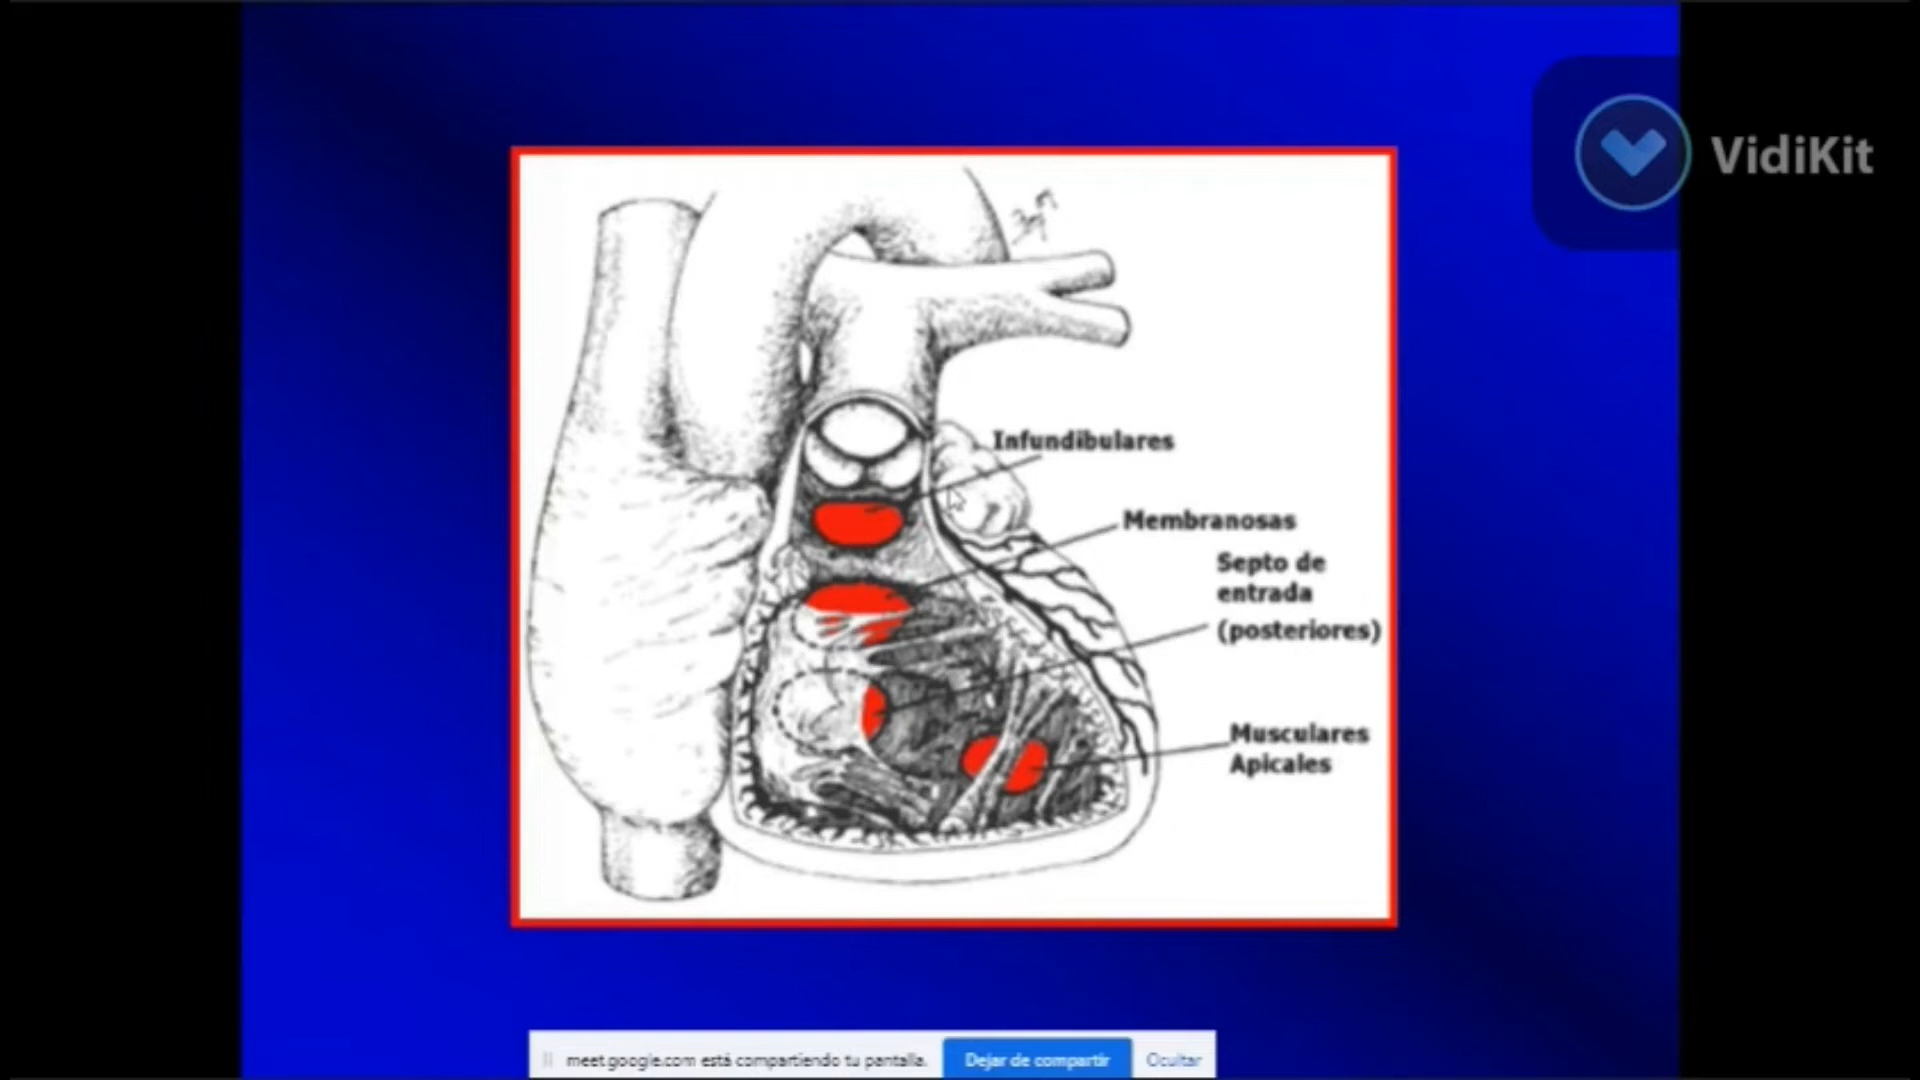 VidiKit
Infundibulares
Membranosas
Septo de
entrada
(posteriores)
Musculares
Apicales
meet.google.com está compartiendo tu pantalla.
Dejar de compartir
Ocultar